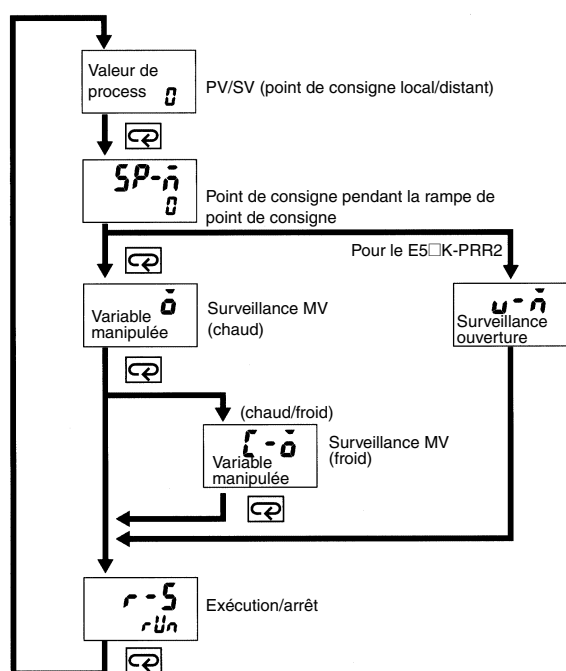 Valeur de
process 0
PV/SV (point de consigne local/distant)
SP-m
0
Point de consigne pendant la rampe de
point de consigne
Pour le E5□K-PRR2
o
Variable
manipulée
Surveillance MV
(chaud)
v-m
Surveillance
ouverture
(chaud/froid)
C-o
Variable
manipulée
Surveillance MV
(froid)
r-S
rUn
Exécution/arrêt